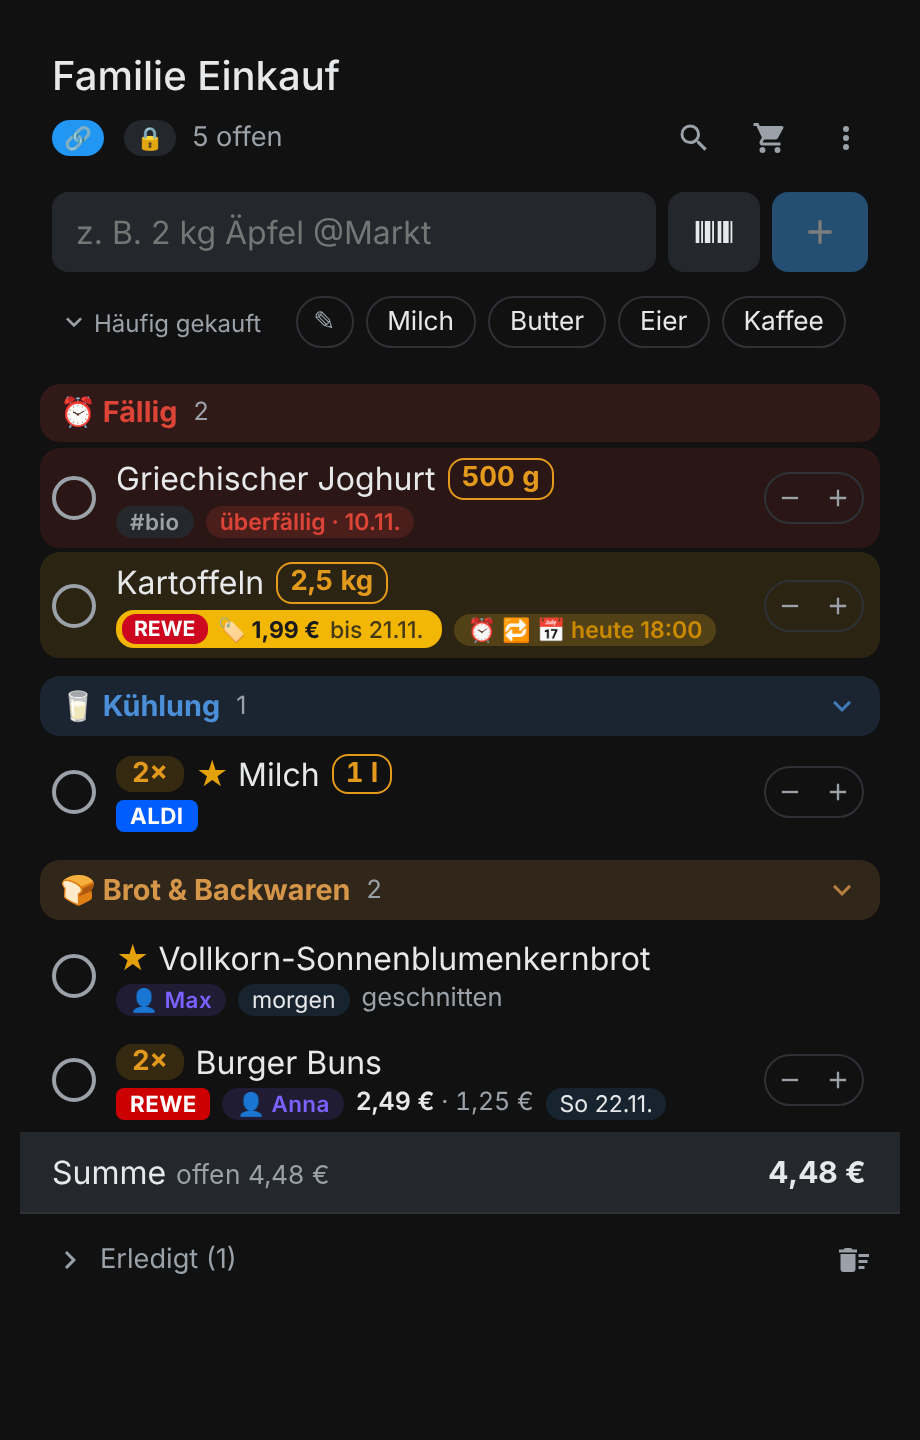 Familie Einkauf
🔗 🔒 5 offen
z. B. 2 kg Äpfel @Markt
Häufig gekauft ✎ Milch Butter Eier Kaffee
⏰ Fällig 2
Griechischer Joghurt 500 g
#bio überfällig · 10.11.
− +
Kartoffeln 2,5 kg
REWE 🏷️ 1,99 € bis 21.11. ⏰ 🔁 📅 heute 18:00
− +
🥛 Kühlung 1
2× ★ Milch 1 l
ALDI
− +
🍞 Brot & Backwaren 2
★ Vollkorn-Sonnenblumenkernbrot
👤 Max morgen geschnitten
2× Burger Buns
REWE 👤 Anna 2,49 € · 1,25 € So 22.11.
− +
Summe offen 4,48 € 4,48 €
Erledigt (1)